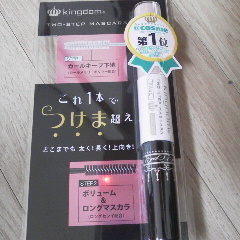 kingdom
TWO-STEP MASCARA
@cosme
第1位
STEP1
カールキープ下地
これ1本で
つけま超え
どこまでも太く!長く!上向き!
STEP2
ボリューム
&
ロングマスカラ